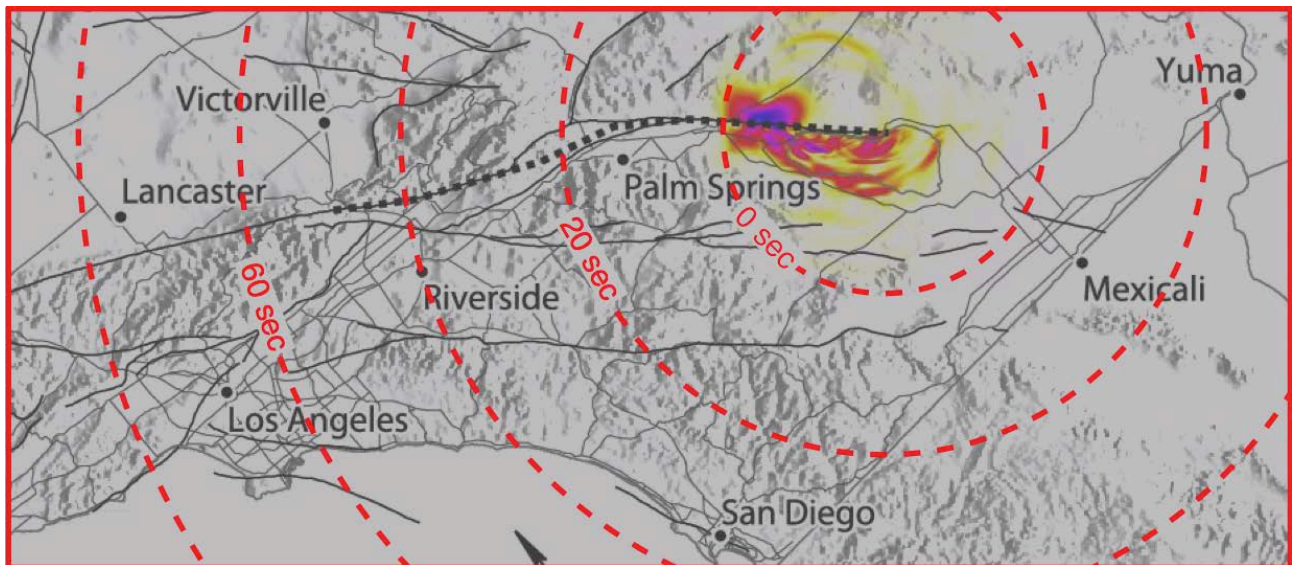 Yuma
Victorville
Lancaster
Palm Springs
0 sec
20 sec
60 sec
Riverside
Mexicali
Los Angeles
San Diego